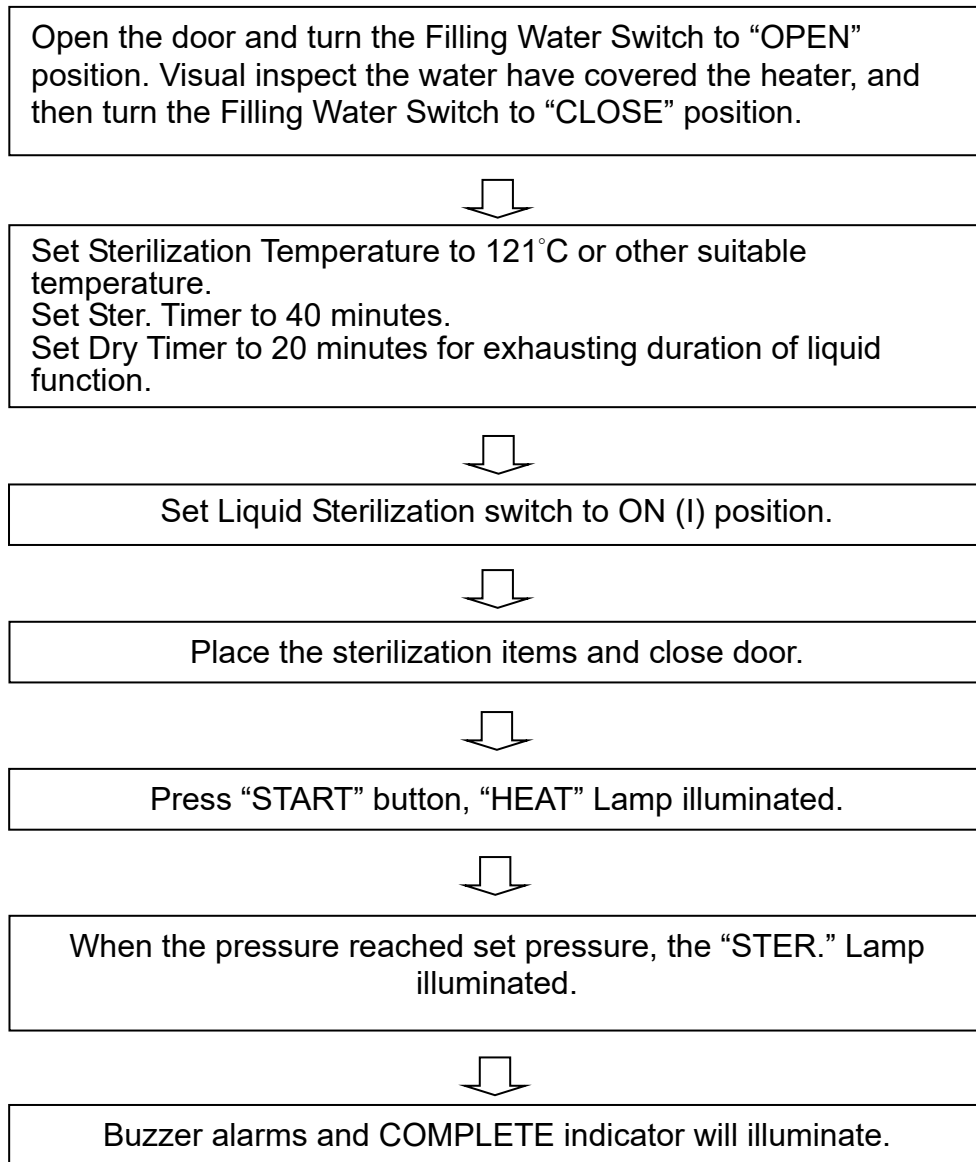 Open the door and turn the Filling Water Switch to “OPEN”
position. Visual inspect the water have covered the heater, and
then turn the Filling Water Switch to “CLOSE” position.
Set Sterilization Temperature to 121°C or other suitable
temperature.
Set Ster. Timer to 40 minutes.
Set Dry Timer to 20 minutes for exhausting duration of liquid
function.
Set Liquid Sterilization switch to ON (I) position.
Place the sterilization items and close door.
Press “START” button, “HEAT” Lamp illuminated.
When the pressure reached set pressure, the “STER.” Lamp
illuminated.
Buzzer alarms and COMPLETE indicator will illuminate.